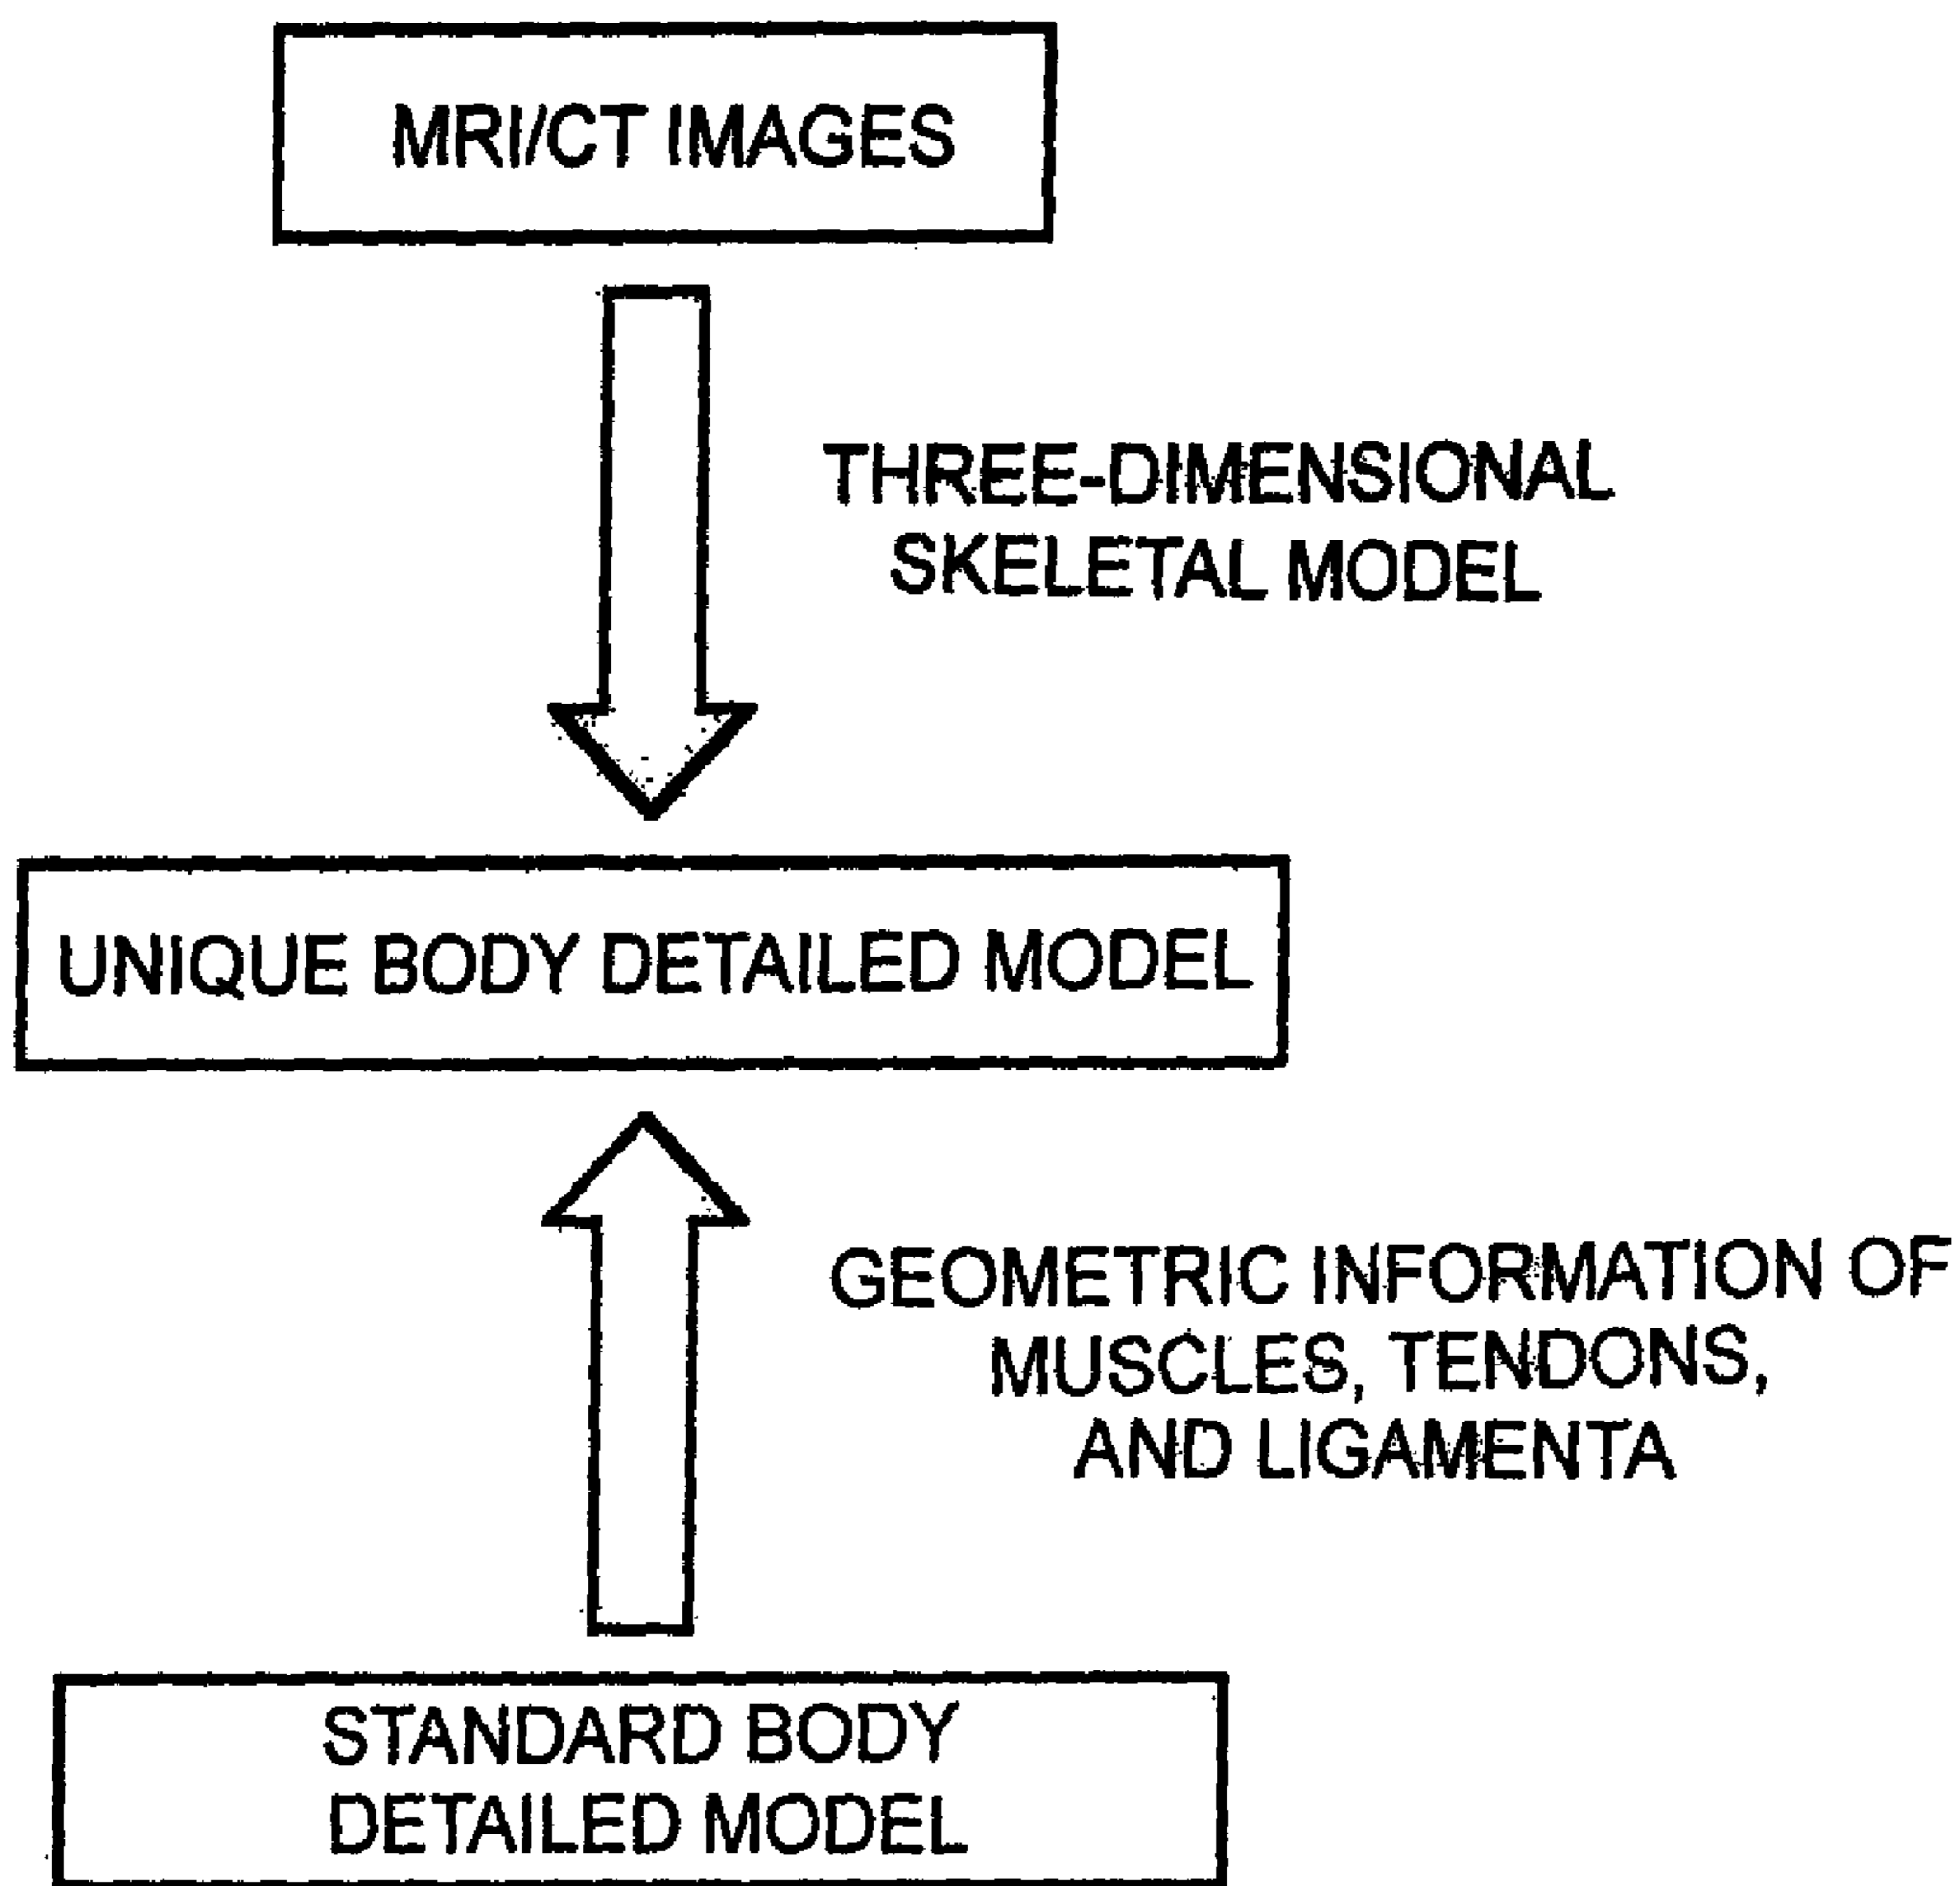 MRI/CT IMAGES
THREE-DIMENSIONAL
SKELETAL MODEL
UNIQUE BODY DETAILED MODEL
GEOMETRIC INFORMATION OF
MUSCLES, TENDONS,
AND LIGAMENTA
STANDARD BODY
DETAILED MODEL